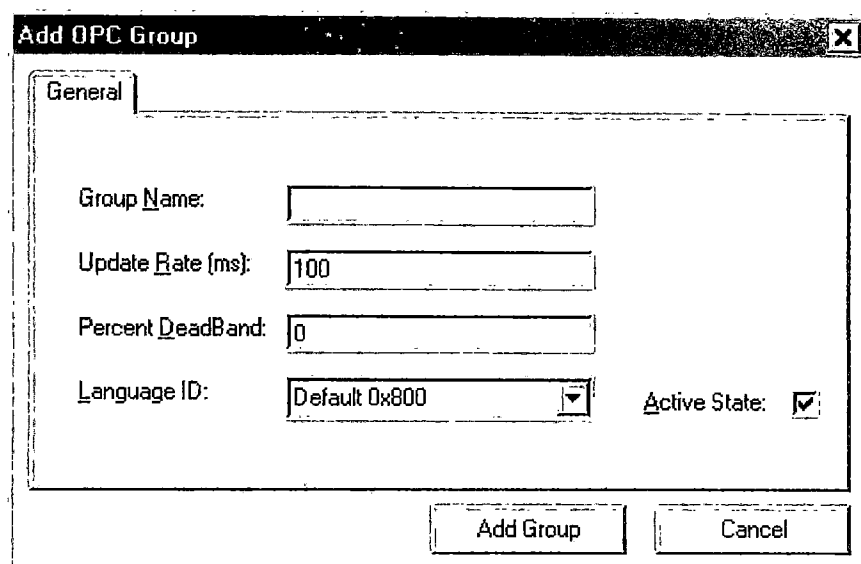 Add OPC Group
General
Group Name:
Update Rate (ms): 100
Percent DeadBand: 0
Language ID: Default 0x800 Active State:
Add Group Cancel